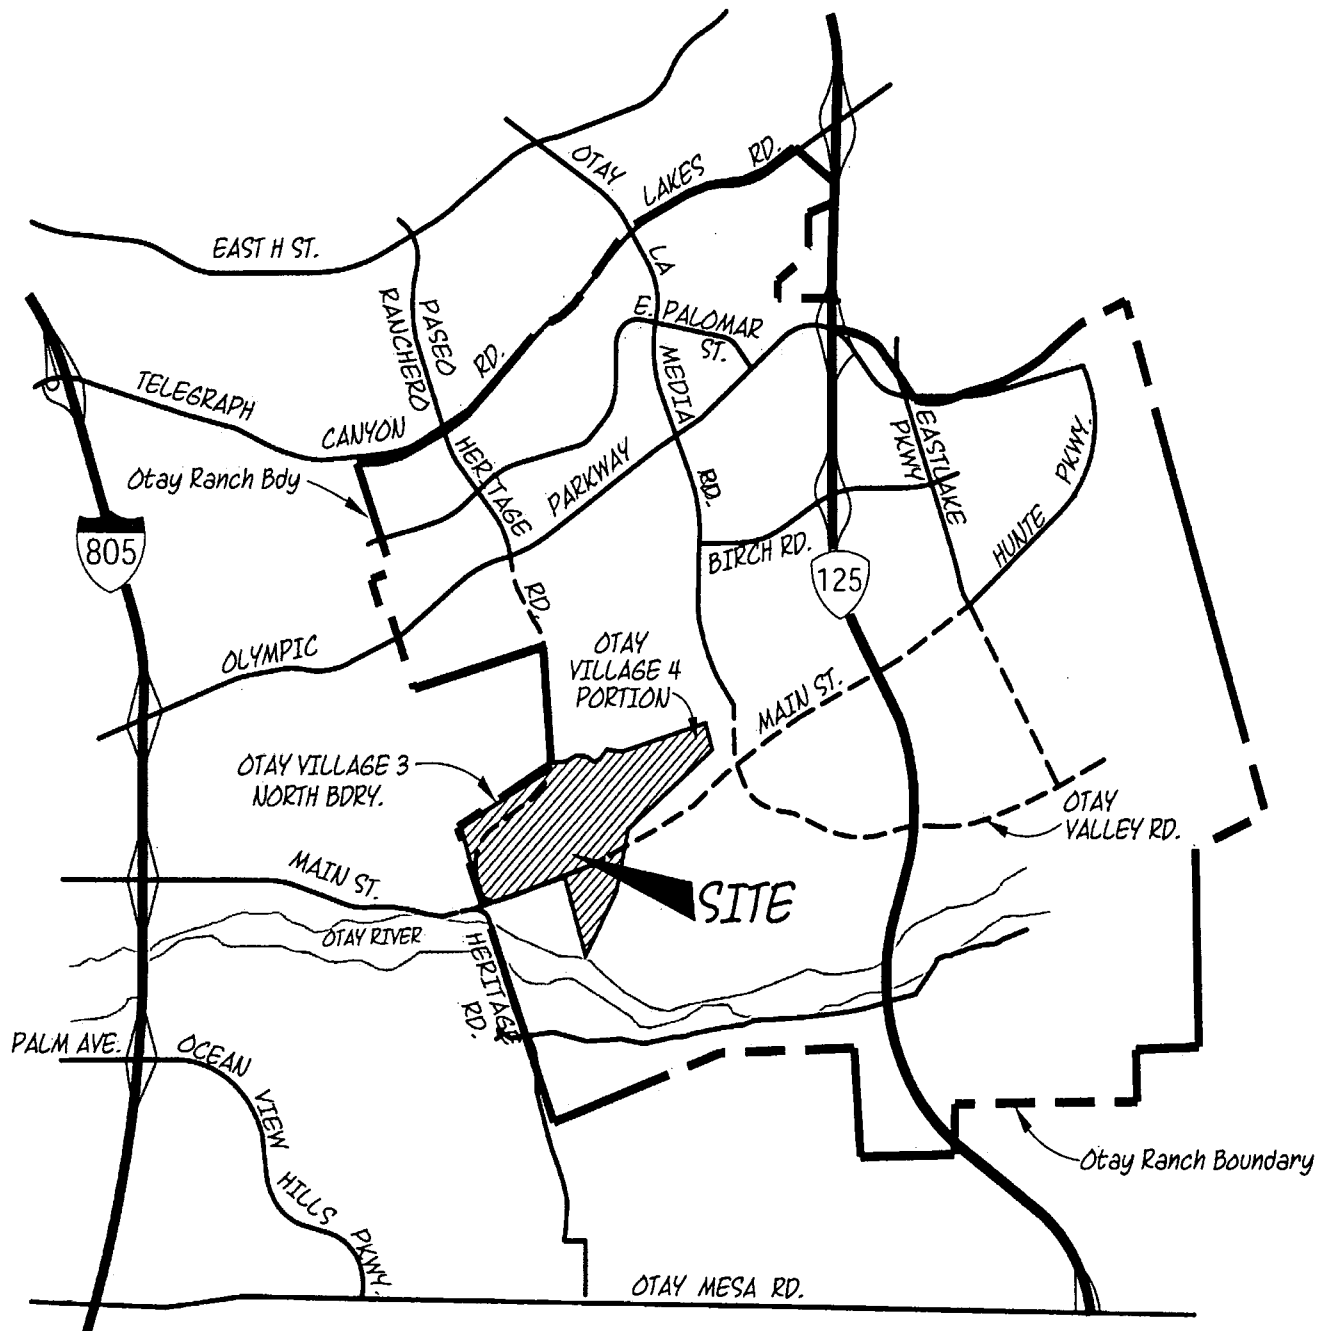 OTAY
LAKES
RD.
EAST H ST.
LA
PASEO
RANCHERO
E. PALOMAR
ST.
RD.
MEDIA
TELEGRAPH
CANYON
EASTLAKE
PKWY
PKWY.
HERITAGE
PARKWAY
Otay Ranch Bdy
RD.
HUNTE
805
BIRCH RD.
125
RD.
OLYMPIC
OTAY
VILLAGE 4
PORTION
MAIN ST.
OTAY VILLAGE 3
NORTH BDRY.
OTAY
VALLEY RD.
MAIN ST.
SITE
OTAY RIVER
HERITAGE
RD.
PALM AVE.
OCEAN
VIEW
HILLS
PKWY.
Otay Ranch Boundary
OTAY MESA RD.